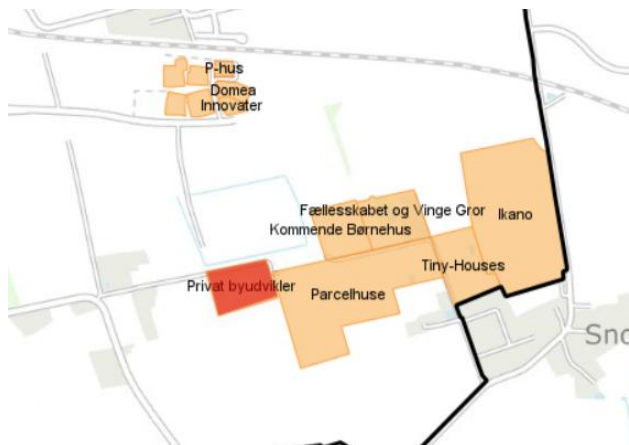 P-hus
Domea
Innovater
Fællesskabet og Vinge Gror
Ikano
Kommende Børnehus
Tiny-Houses
Privat byudvikler
Parcelhuse
Sno